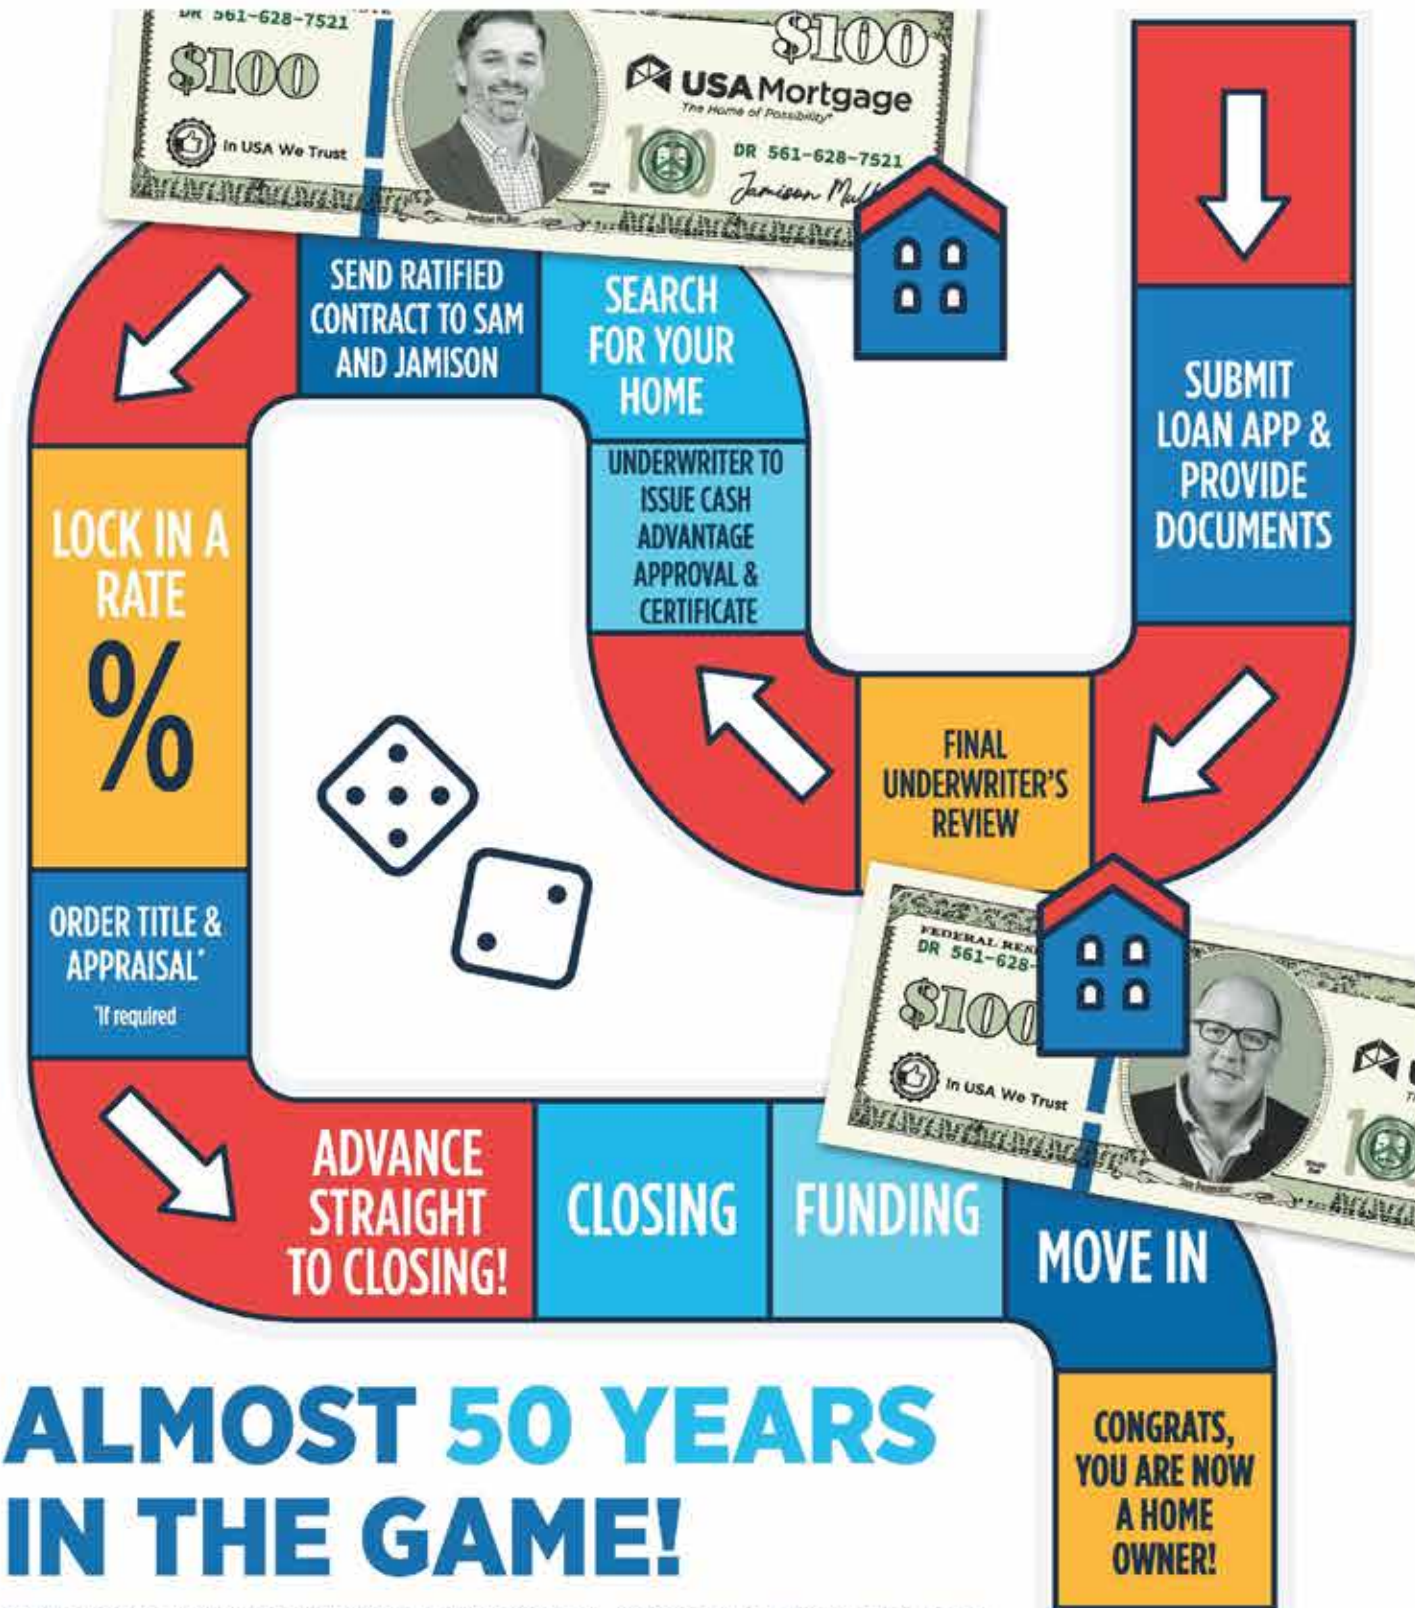 DR 561-628-7521
$100
In USA We Trust
$100
USA Mortgage
The Home of Possibility
DR 561-628-7521
SEND RATIFIED
CONTRACT TO SAM
AND JAMISON
SEARCH
FOR YOUR
HOME
SUBMIT
LOAN APP &
PROVIDE
DOCUMENTS
UNDERWRITER TO
ISSUE CASH
ADVANTAGE
APPROVAL &
CERTIFICATE
LOCK IN A
RATE
%
FINAL
UNDERWRITER'S
REVIEW
ORDER TITLE &
APPRAISAL*
*If required
FEDERAL
DR 561-628-
$100
In USA We Trust
ADVANCE
STRAIGHT
TO CLOSING!
CLOSING
FUNDING
MOVE IN
ALMOST 50 YEARS
IN THE GAME!
CONGRATS,
YOU ARE NOW
A HOME
OWNER!